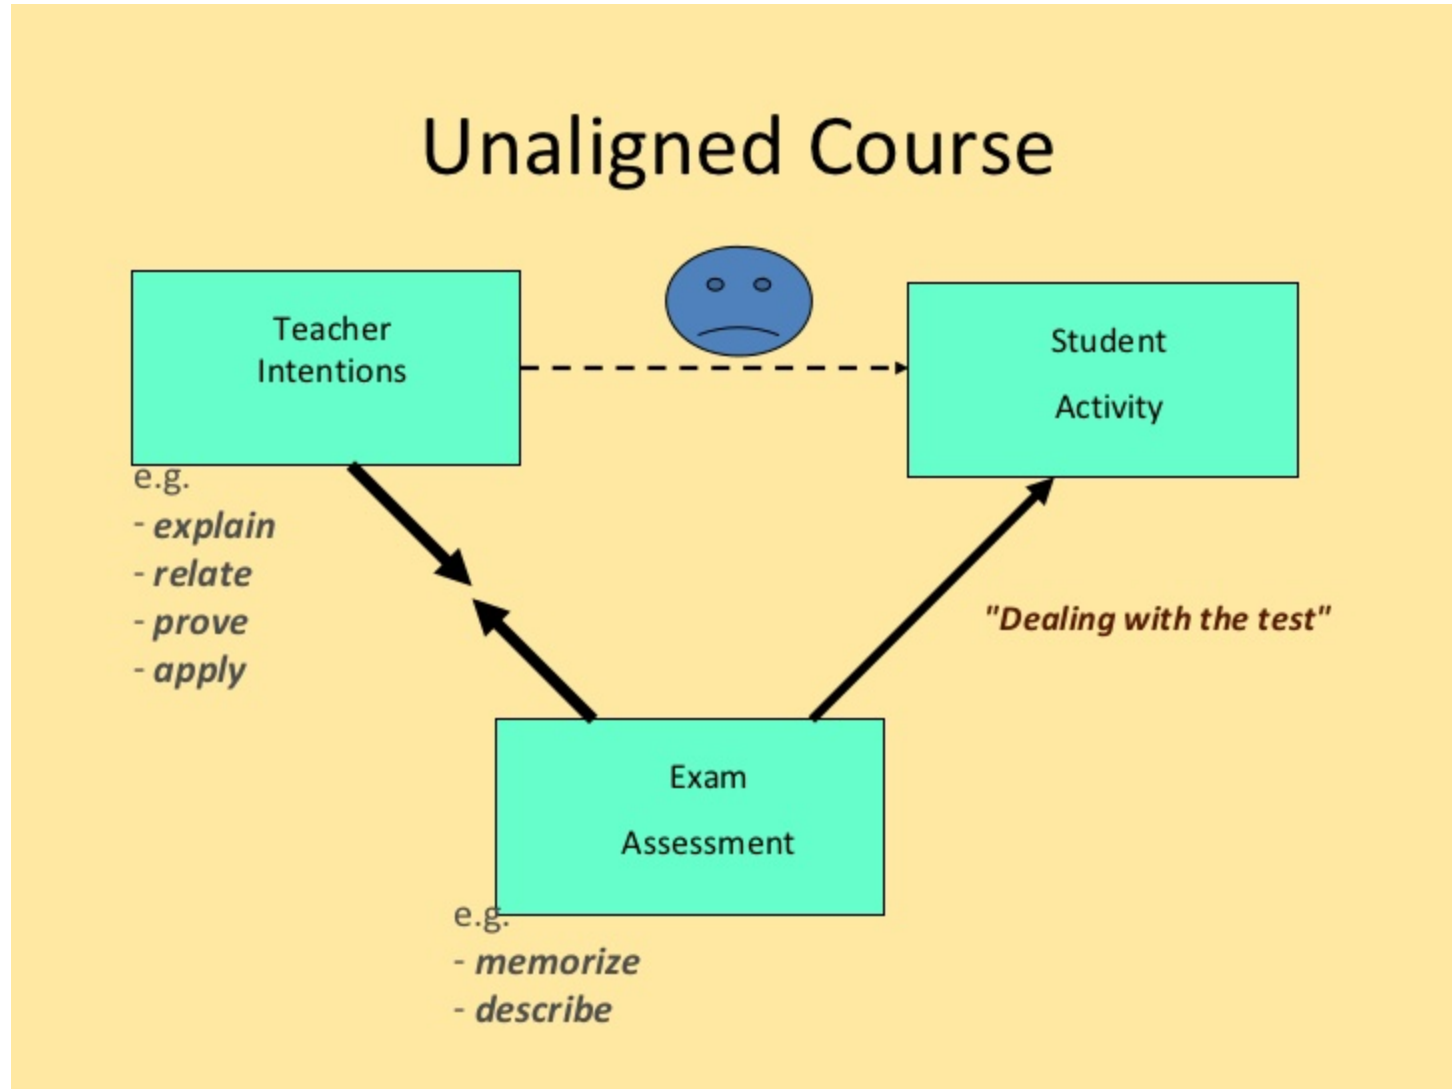 Unaligned Course
Teacher
Intentions
Student
Activity
e.g.
- explain
- relate
- prove
- apply
"Dealing with the test"
Exam
Assessment
e.g.
- memorize
- describe